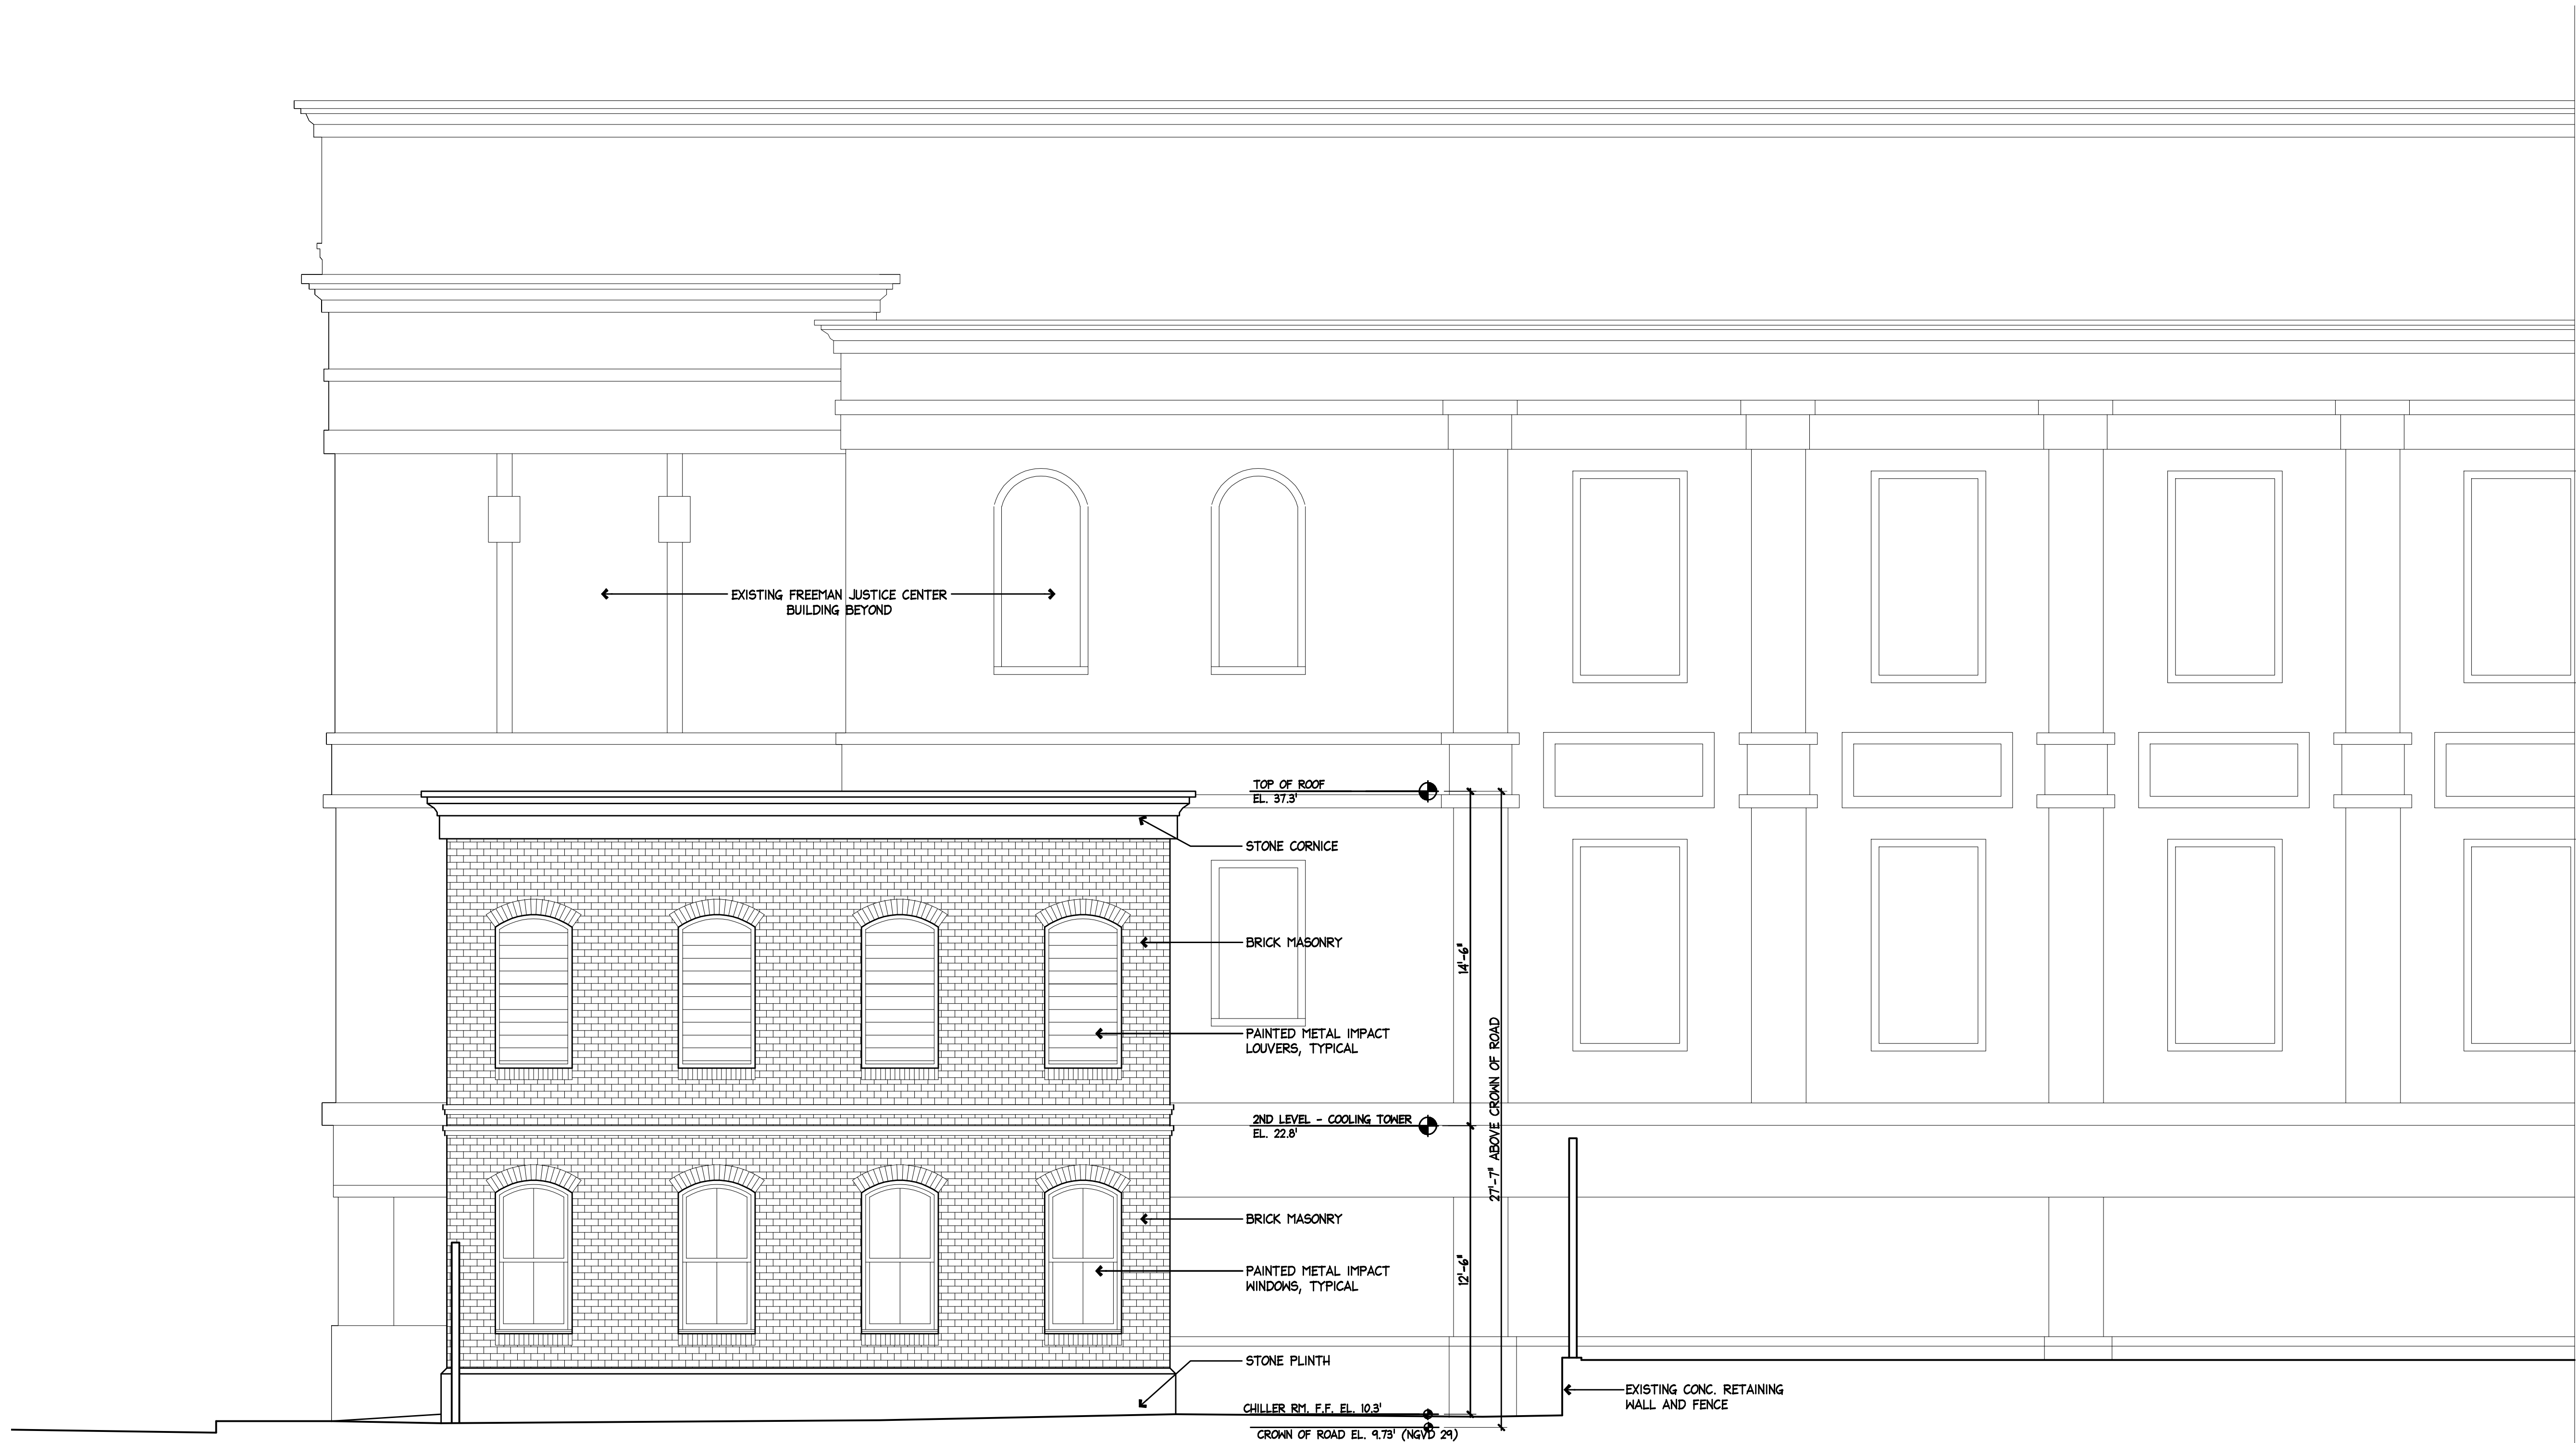 EXISTING FREEMAN JUSTICE CENTER
BUILDING BEYOND
TOP OF ROOF
EL. 37.3'
STONE CORNICE
BRICK MASONRY
14'-6"
PAINTED METAL IMPACT
LOUVERS, TYPICAL
27'-7" ABOVE CROWN OF ROAD
2ND LEVEL - COOLING TOWER
EL. 22.8'
BRICK MASONRY
12'-6"
PAINTED METAL IMPACT
WINDOWS, TYPICAL
STONE PLINTH
EXISTING CONC. RETAINING
WALL AND FENCE
CHILLER RM. F.F. EL. 10.3'
CROWN OF ROAD EL. 9.73' (NGVD 29)